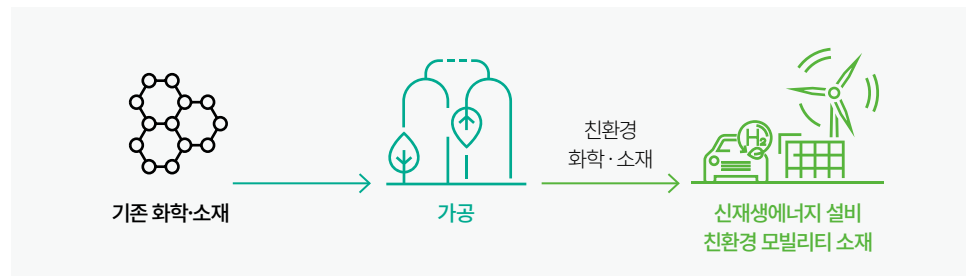 기존 화학·소재
가공
친환경
화학 · 소재
H2
신재생에너지 설비
친환경 모빌리티 소재